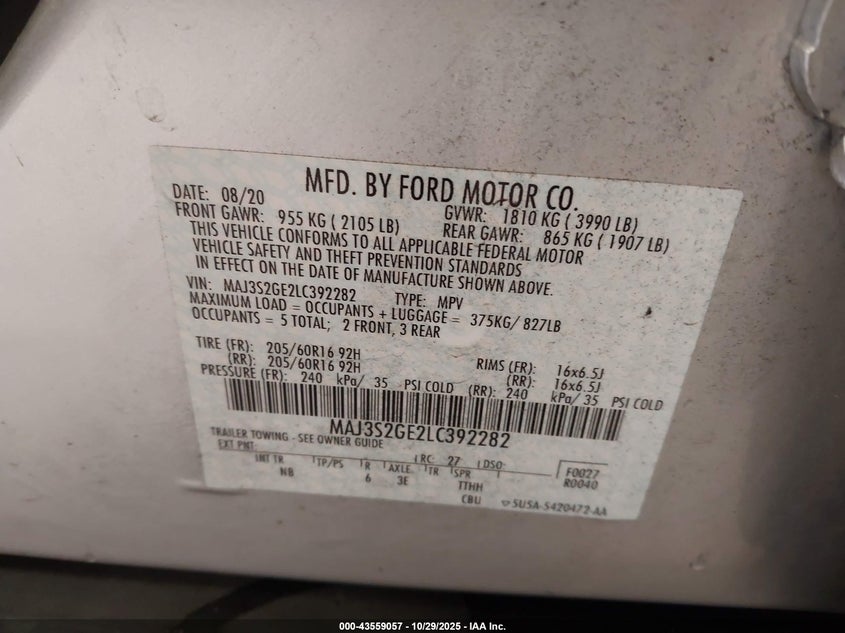 MFD. BY FORD MOTOR CO.
DATE: 08/20 GVWR: 1810 KG ( 3990 LB)
FRONT GAWR: 955 KG ( 2105 LB) REAR GAWR: 865 KG ( 1907 LB)
THIS VEHICLE CONFORMS TO ALL APPLICABLE FEDERAL MOTOR
VEHICLE SAFETY AND THEFT PREVENTION STANDARDS
IN EFFECT ON THE DATE OF MANUFACTURE SHOWN ABOVE.
VIN: MAJ3S2GE2LC392282 TYPE: MPV
MAXIMUM LOAD = OCCUPANTS + LUGGAGE = 375KG/ 827LB
OCCUPANTS = 5 TOTAL; 2 FRONT, 3 REAR
TIRE (FR): 205/60R16 92H RIMS (FR): 16x6.5J
(RR): 205/60R16 92H (RR): 16x6.5J
PRESSURE (FR): 240 kPa/ 35 PSI COLD (RR): 240 kPa/ 35 PSI COLD
MAJ3S2GE2LC392282
TRAILER TOWING - SEE OWNER GUIDE
EXT PNT: RC: 27 DSO: F0027
INT TR TP/PS R AXLE TR SPR R0040
NB 6 3E TTHH
CBU 5U5A-5420472-AA
000-43559057 - 10/29/2025 - IAA Inc.